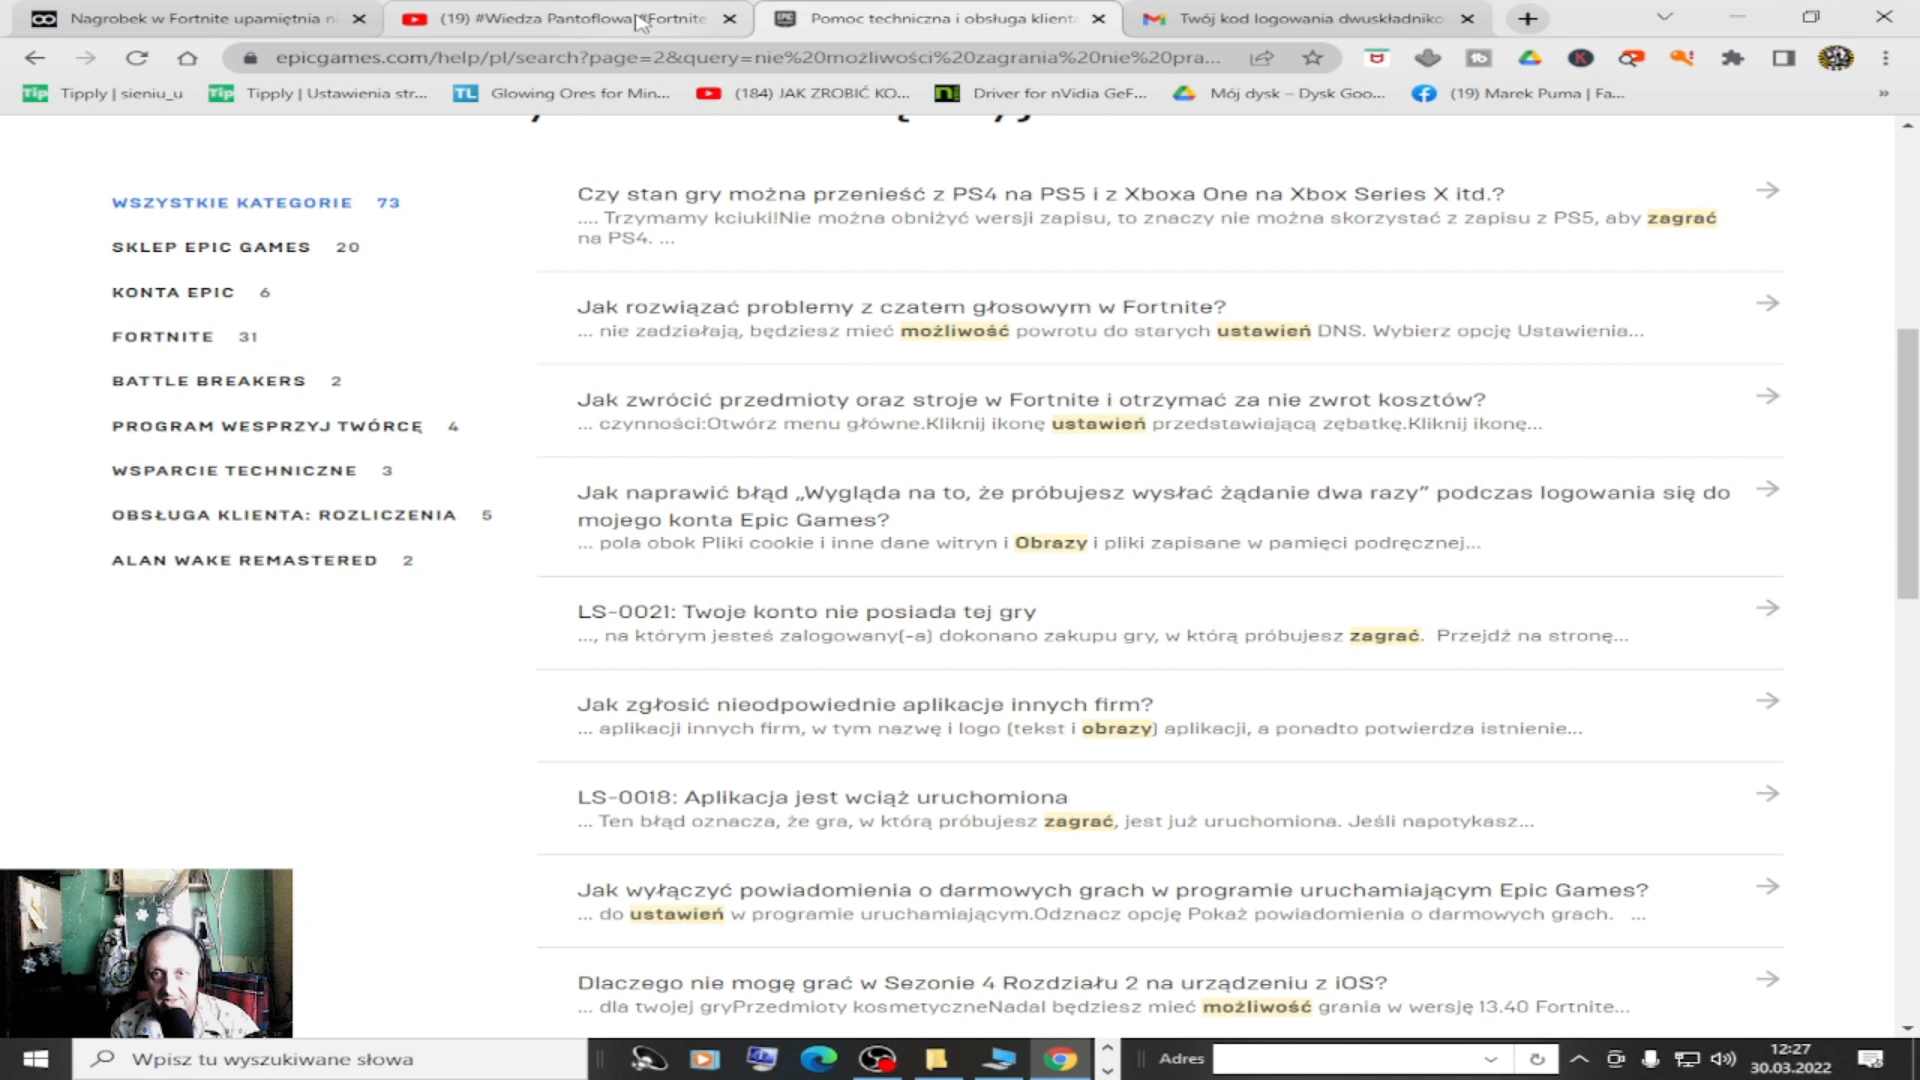 Nagrobek w Fortnite upamiętnia ni
(19) #Wiedza Pantoflowa #Fortnite
Pomoc techniczna i obsługa klienta
Twój kod logowania dwuskładniko
epicgames.com/help/pl/search?page=2&query=nie%20możliwości%20zagrania%20nie%20pra...
Tipply | sieniu_u
Tipply | Ustawienia str...
TL Glowing Ores for Min...
(184) JAK ZROBIĆ KO...
Driver for nVidia GeF...
Mój dysk – Dysk Goo...
(19) Marek Puma | Fa...
»
WSZYSTKIE KATEGORIE 73
SKLEP EPIC GAMES 20
KONTA EPIC 6
FORTNITE 31
BATTLE BREAKERS 2
PROGRAM WESPRZYJ TWÓRCĘ 4
WSPARCIE TECHNICZNE 3
OBSŁUGA KLIENTA: ROZLICZENIA 5
ALAN WAKE REMASTERED 2
Czy stan gry można przenieść z PS4 na PS5 i z Xboxa One na Xbox Series X itd.?
.... Trzymamy kciuki!Nie można obniżyć wersji zapisu, to znaczy nie można skorzystać z zapisu z PS5, aby zagrać
na PS4. ...
Jak rozwiązać problemy z czatem głosowym w Fortnite?
... nie zadziałają, będziesz mieć możliwość powrotu do starych ustawień DNS. Wybierz opcję Ustawienia...
Jak zwrócić przedmioty oraz stroje w Fortnite i otrzymać za nie zwrot kosztów?
... czynności:Otwórz menu główne.Kliknij ikonę ustawień przedstawiającą zębatkę.Kliknij ikonę...
Jak naprawić błąd „Wygląda na to, że próbujesz wysłać żądanie dwa razy” podczas logowania się do
mojego konta Epic Games?
... pola obok Pliki cookie i inne dane witryn i Obrazy i pliki zapisane w pamięci podręcznej...
LS-0021: Twoje konto nie posiada tej gry
..., na którym jesteś zalogowany(-a) dokonano zakupu gry, w którą próbujesz zagrać. Przejdź na stronę...
Jak zgłosić nieodpowiednie aplikacje innych firm?
... aplikacji innych firm, w tym nazwę i logo (tekst i obrazy) aplikacji, a ponadto potwierdza istnienie...
LS-0018: Aplikacja jest wciąż uruchomiona
... Ten błąd oznacza, że gra, w którą próbujesz zagrać, jest już uruchomiona. Jeśli napotykasz...
Jak wyłączyć powiadomienia o darmowych grach w programie uruchamiającym Epic Games?
... do ustawień w programie uruchamiającym.Odznacz opcję Pokaż powiadomienia o darmowych grach. ...
Dlaczego nie mogę grać w Sezonie 4 Rozdziału 2 na urządzeniu z iOS?
... dla twojej gryPrzedmioty kosmetyczneNadal będziesz mieć możliwość grania w wersję 13.40 Fortnite...
Wpisz tu wyszukiwane słowa
Adres
12:27
30.03.2022